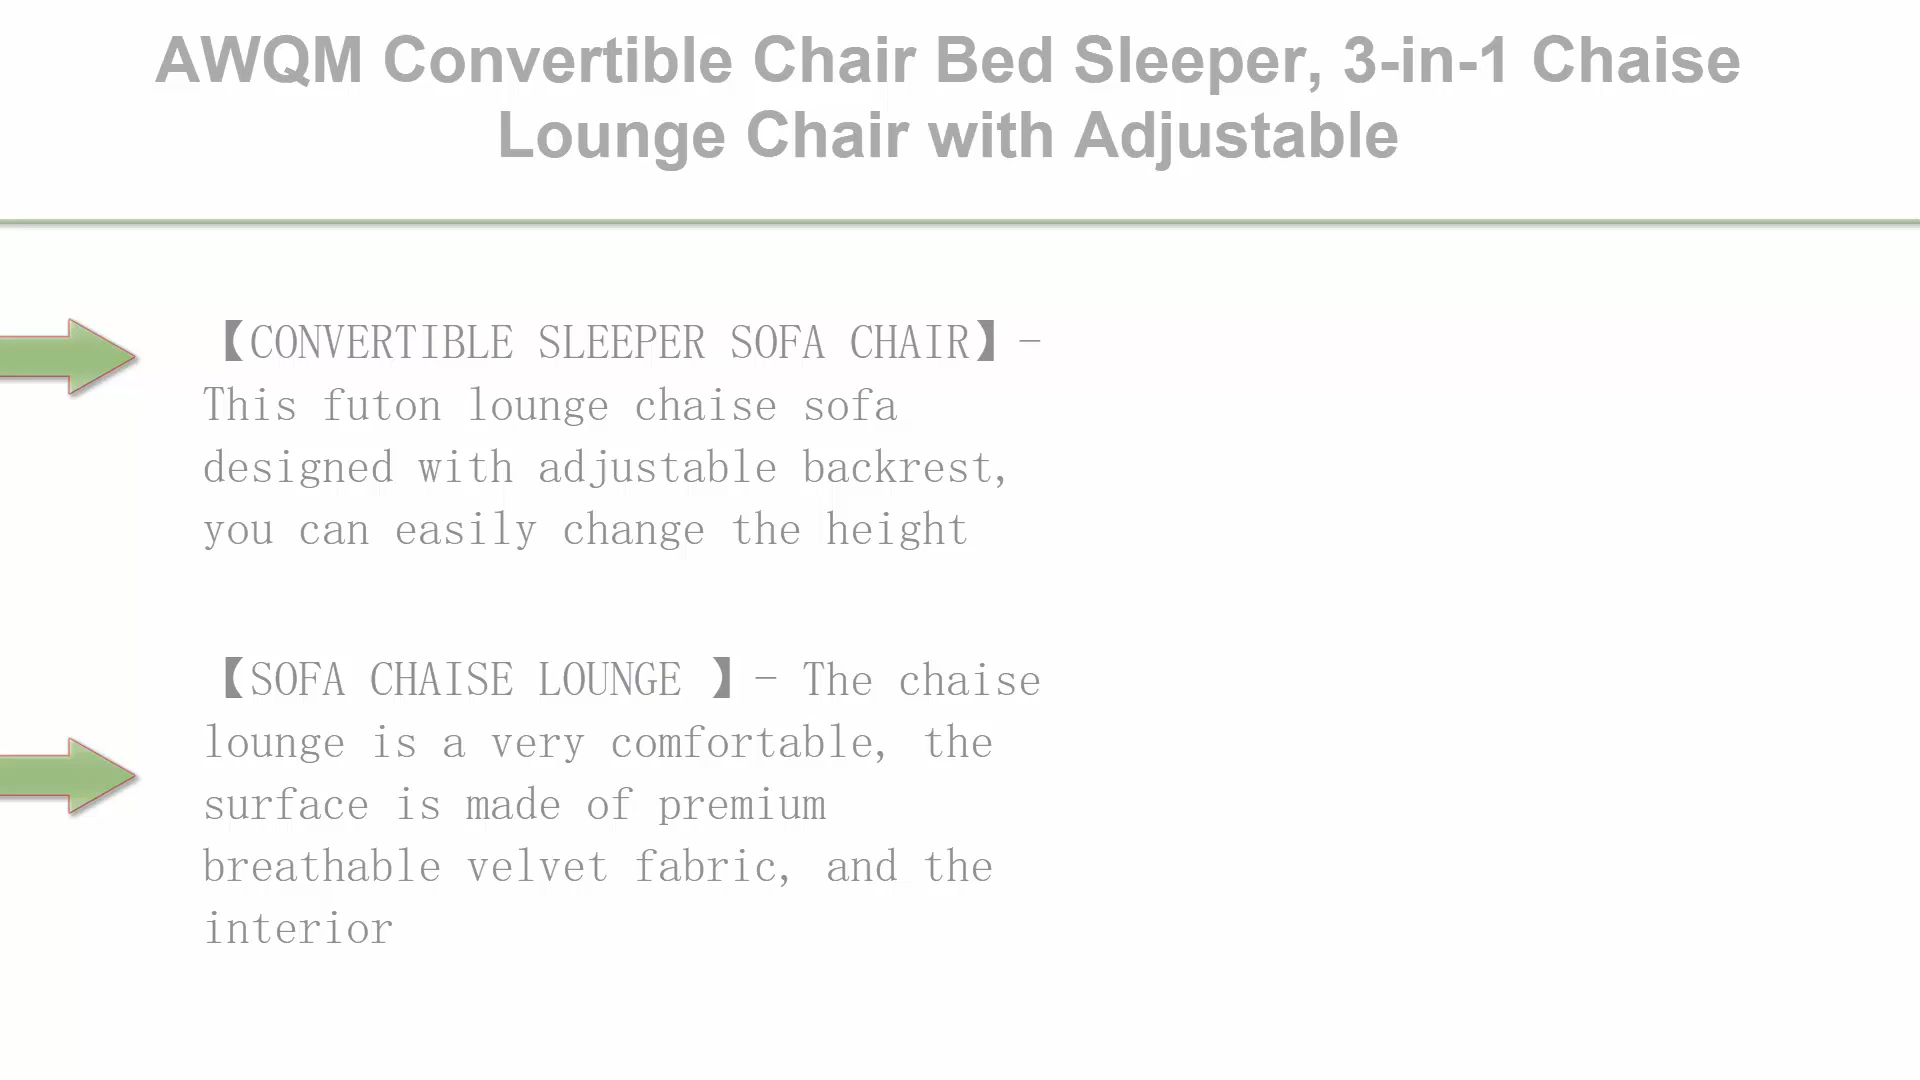 AWQM Convertible Chair Bed Sleeper, 3-in-1 Chaise
Lounge Chair with Adjustable
【CONVERTIBLE SLEEPER SOFA CHAIR】-
This futon lounge chaise sofa
designed with adjustable backrest,
you can easily change the height
【SOFA CHAISE LOUNGE 】- The chaise
lounge is a very comfortable, the
surface is made of premium
breathable velvet fabric, and the
interior